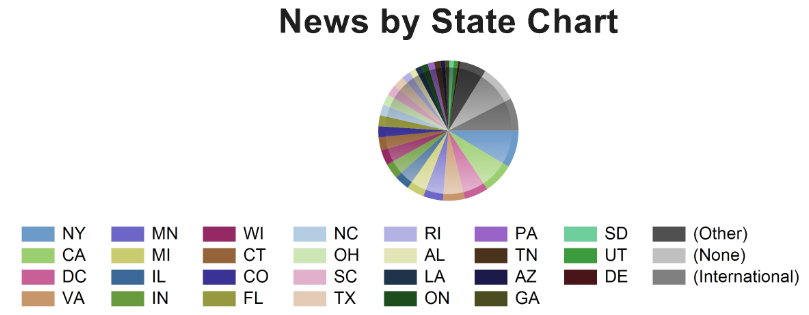 News by State Chart
NY MN WI NC RI PA SD (Other)
CA MI CT OH AL TN UT (None)
DC IL CO SC LA AZ DE (International)
VA IN FL TX ON GA